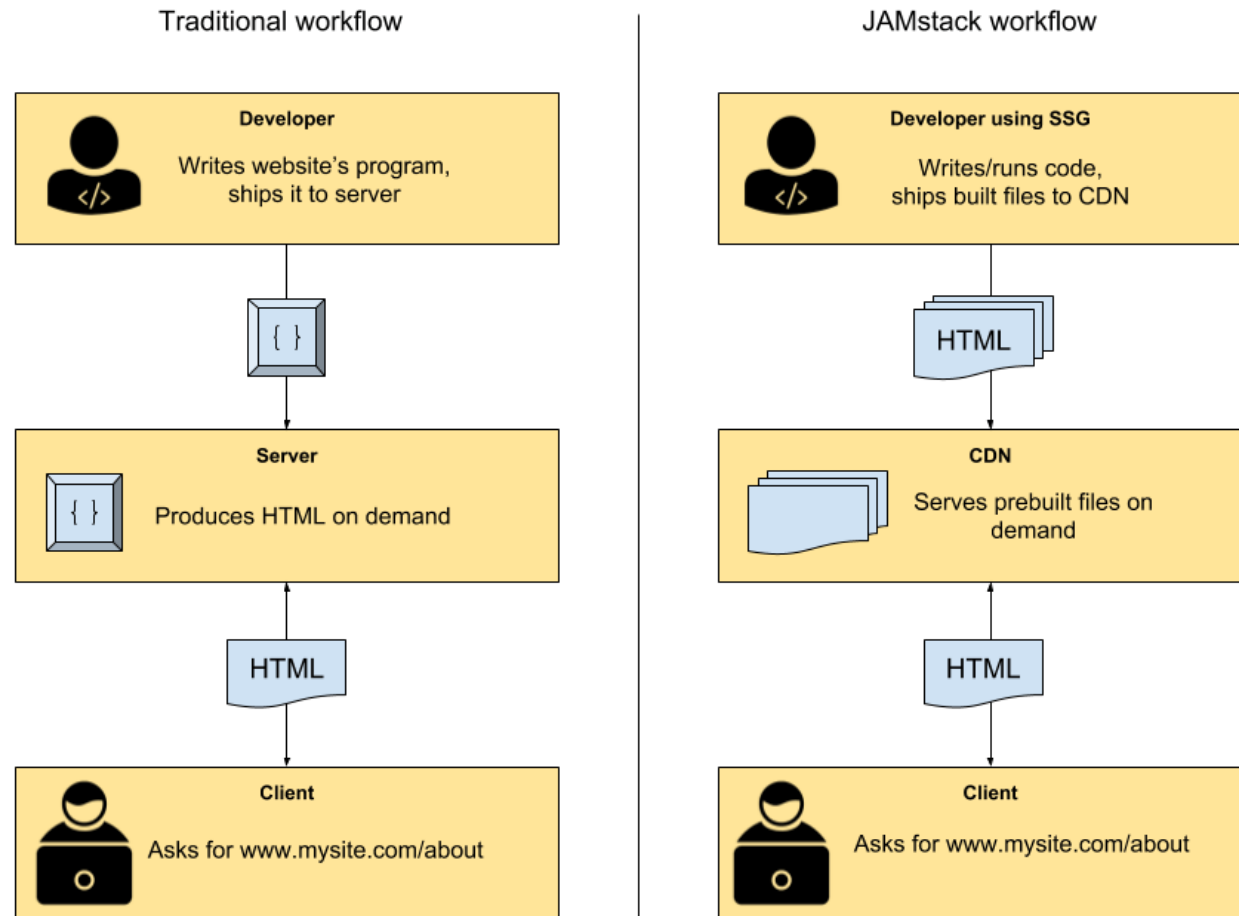 Traditional workflow
Developer
Writes website's program,
ships it to server
</>
{ }
Server
{ }
Produces HTML on demand
HTML
Client
Asks for www.mysite.com/about
JAMstack workflow
Developer using SSG
Writes/runs code,
ships built files to CDN
</>
HTML
CDN
Serves prebuilt files on
demand
HTML
Client
Asks for www.mysite.com/about